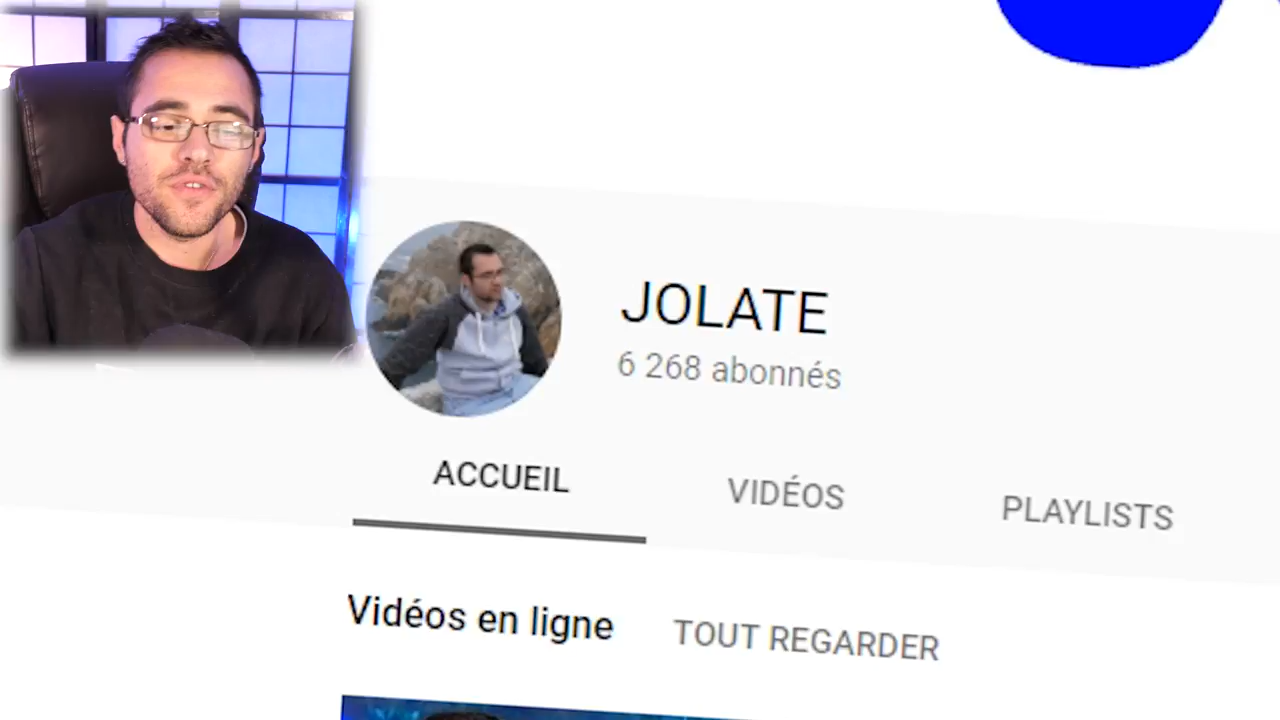 JOLATE
6 268 abonnés
ACCUEIL
VIDÉOS
PLAYLISTS
Vidéos en ligne
TOUT REGARDER